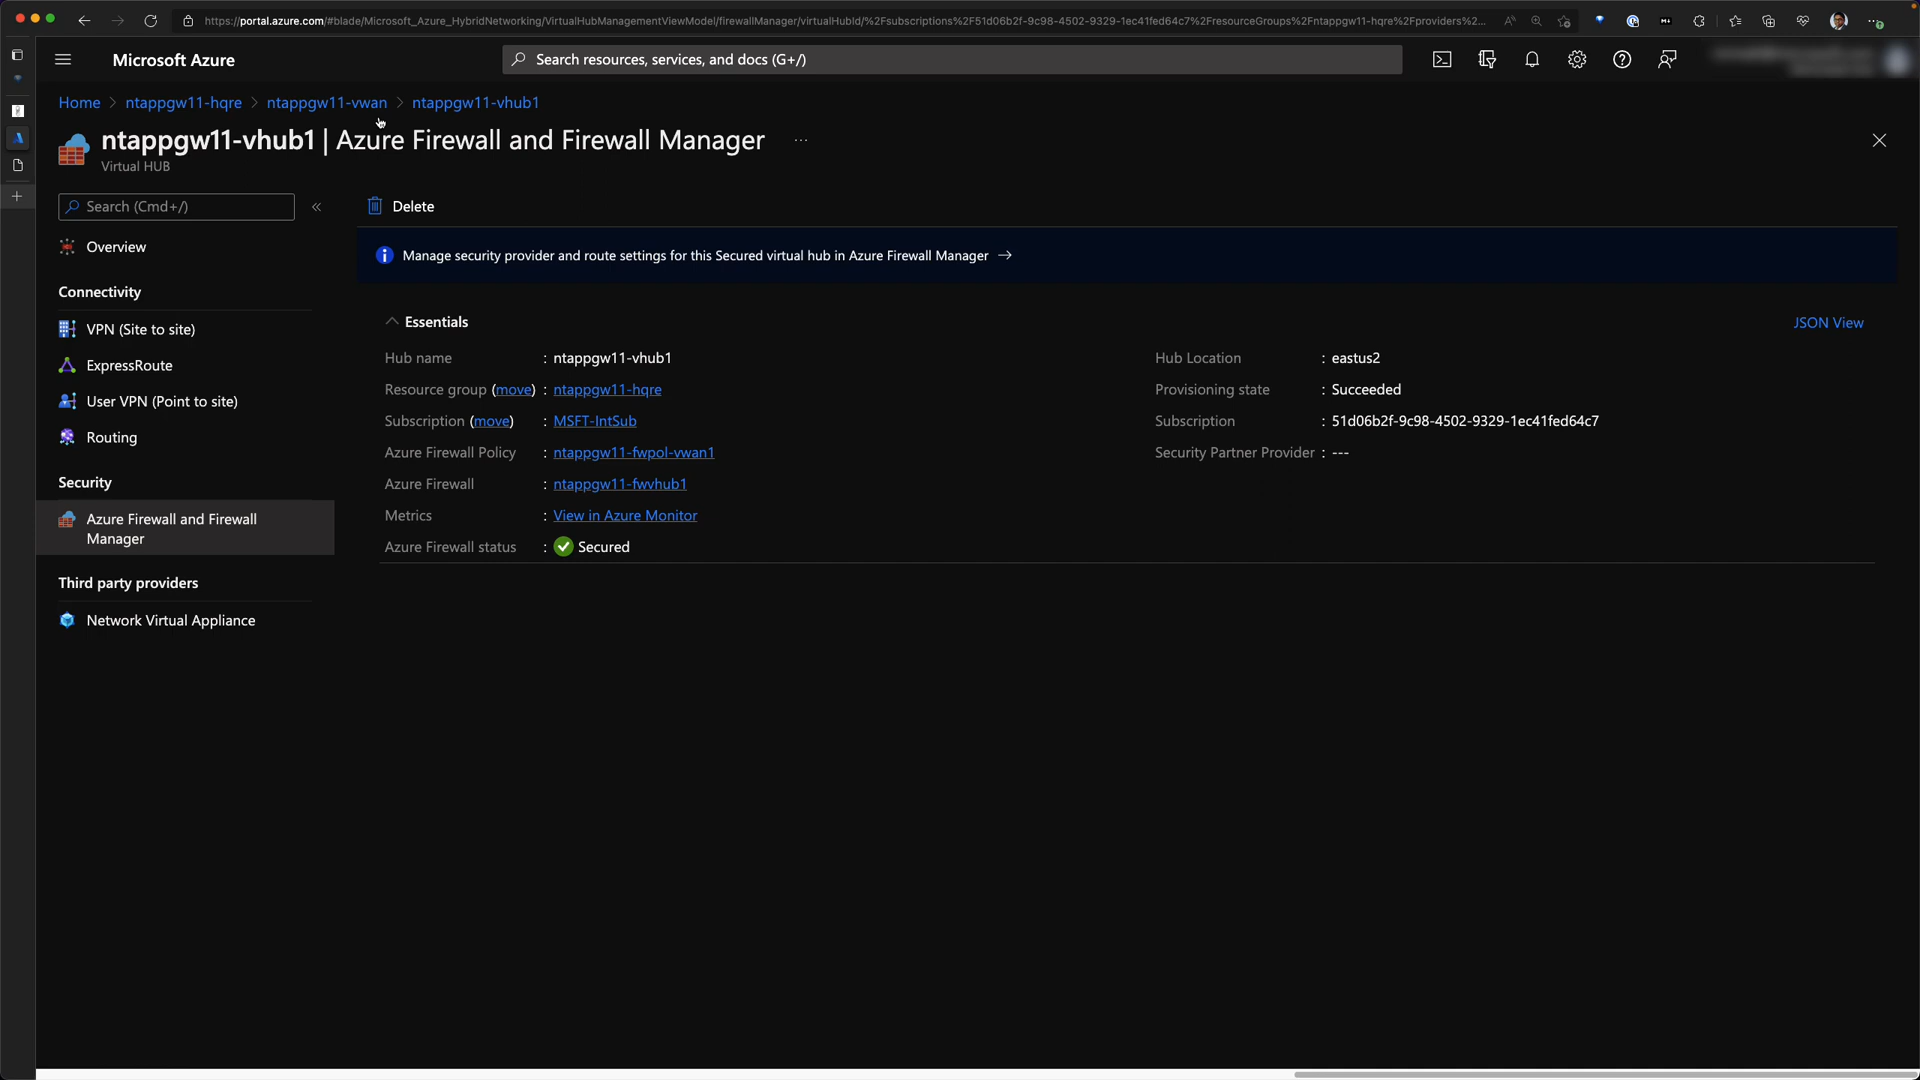 https://portal.azure.com/#blade/Microsoft_Azure_HybridNetworking/VirtualHubManagementViewModel/firewallManager/virtualHubId/%2Fsubscriptions%2F51d06b2f-9c98-4502-9329-1ec41fed64c7%2FresourceGroups%2Fntappgw11-hqre%2Fproviders%2...
Microsoft Azure
Search resources, services, and docs (G+/)
Home > ntappgw11-hqre > ntappgw11-vwan > ntappgw11-vhub1
ntappgw11-vhub1 | Azure Firewall and Firewall Manager ...
Virtual HUB
Search (Cmd+/)
«
Overview
Connectivity
VPN (Site to site)
ExpressRoute
User VPN (Point to site)
Routing
Security
Azure Firewall and Firewall
Manager
Third party providers
Network Virtual Appliance
Delete
Manage security provider and route settings for this Secured virtual hub in Azure Firewall Manager →
Essentials
JSON View
Hub name : ntappgw11-vhub1
Resource group (move) : ntappgw11-hqre
Subscription (move) : MSFT-IntSub
Azure Firewall Policy : ntappgw11-fwpol-vwan1
Azure Firewall : ntappgw11-fwvhub1
Metrics : View in Azure Monitor
Azure Firewall status : Secured
Hub Location : eastus2
Provisioning state : Succeeded
Subscription : 51d06b2f-9c98-4502-9329-1ec41fed64c7
Security Partner Provider : ---